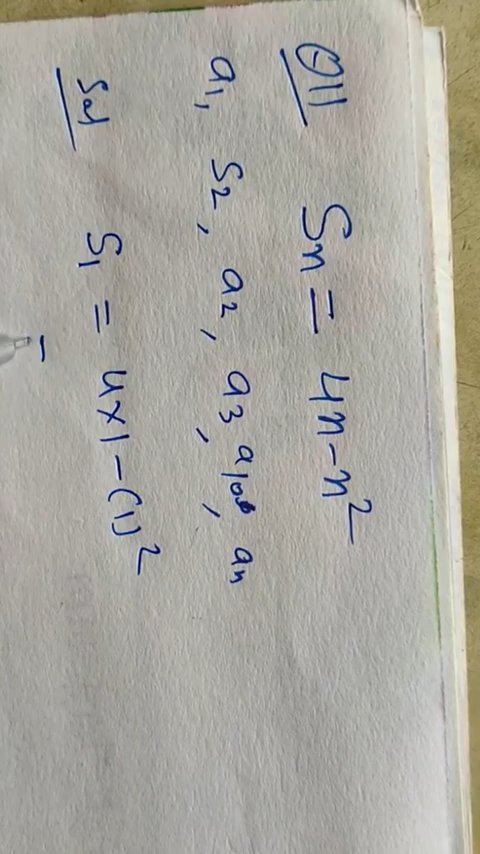 Q11 Sn = 4n - n²
a₁, S₂, a₂, a₃, a₁₀, aₙ
Sol S₁ = 4×1 - (1)²